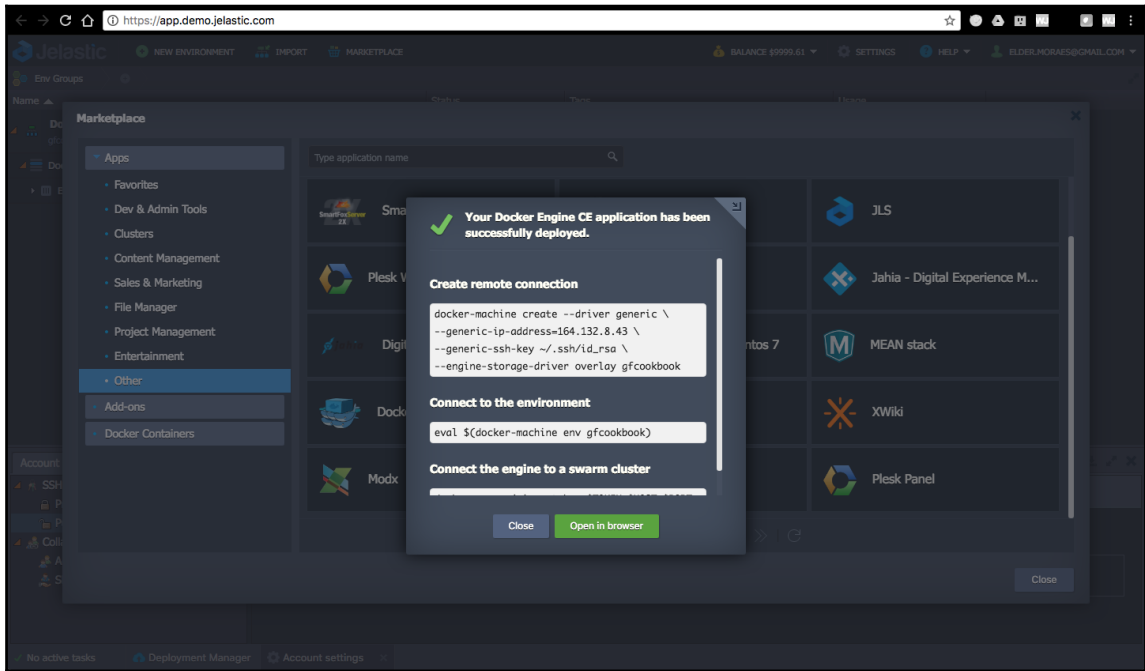 https://app.demo.jelastic.com
Jelastic
NEW ENVIRONMENT
IMPORT
MARKETPLACE
BALANCE $9999.61
SETTINGS
HELP
ELDER.MORAES@GMAIL.COM
Env Groups
Name
Status
Tags
Usage
Marketplace
Apps
Favorites
Dev & Admin Tools
Clusters
Content Management
Sales & Marketing
File Manager
Project Management
Entertainment
Other
Add-ons
Docker Containers
Type application name
SmartFoxServer
2X
JLS
Plesk
Jahia - Digital Experience M...
ntos 7
MEAN stack
XWiki
Modx
Plesk Panel
Your Docker Engine CE application has been
successfully deployed.
Create remote connection
docker-machine create --driver generic \
--generic-ip-address=164.132.8.43 \
--generic-ssh-key ~/.ssh/id_rsa \
--engine-storage-driver overlay gfcookbook
Connect to the environment
eval $(docker-machine env gfcookbook)
Connect the engine to a swarm cluster
Close
Open in browser
Close
Account
SSH
No active tasks
Deployment Manager
Account settings